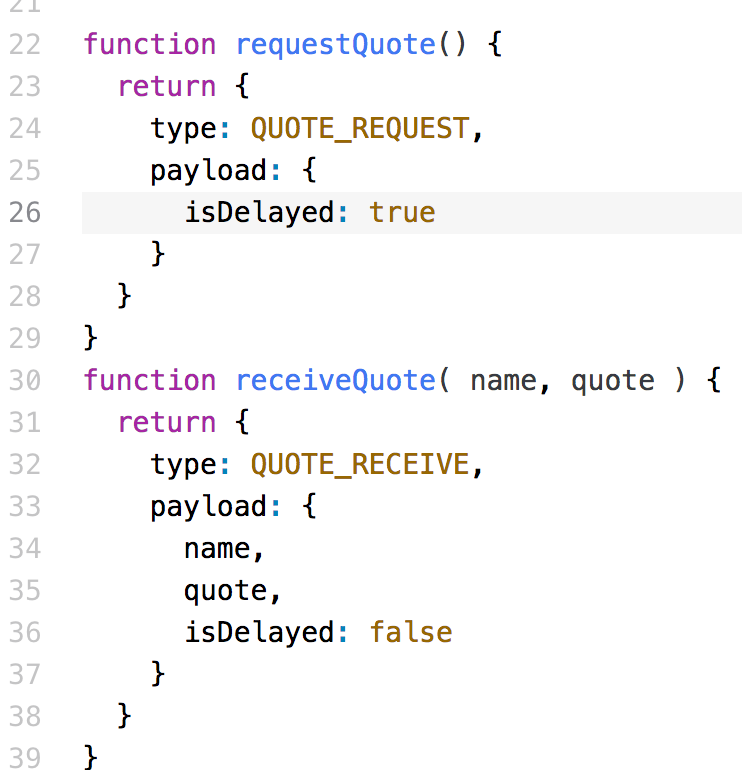 21
22 function requestQuote() {
23   return {
24     type: QUOTE_REQUEST,
25     payload: {
26       isDelayed: true
27     }
28   }
29 }
30 function receiveQuote( name, quote ) {
31   return {
32     type: QUOTE_RECEIVE,
33     payload: {
34       name,
35       quote,
36       isDelayed: false
37     }
38   }
39 }